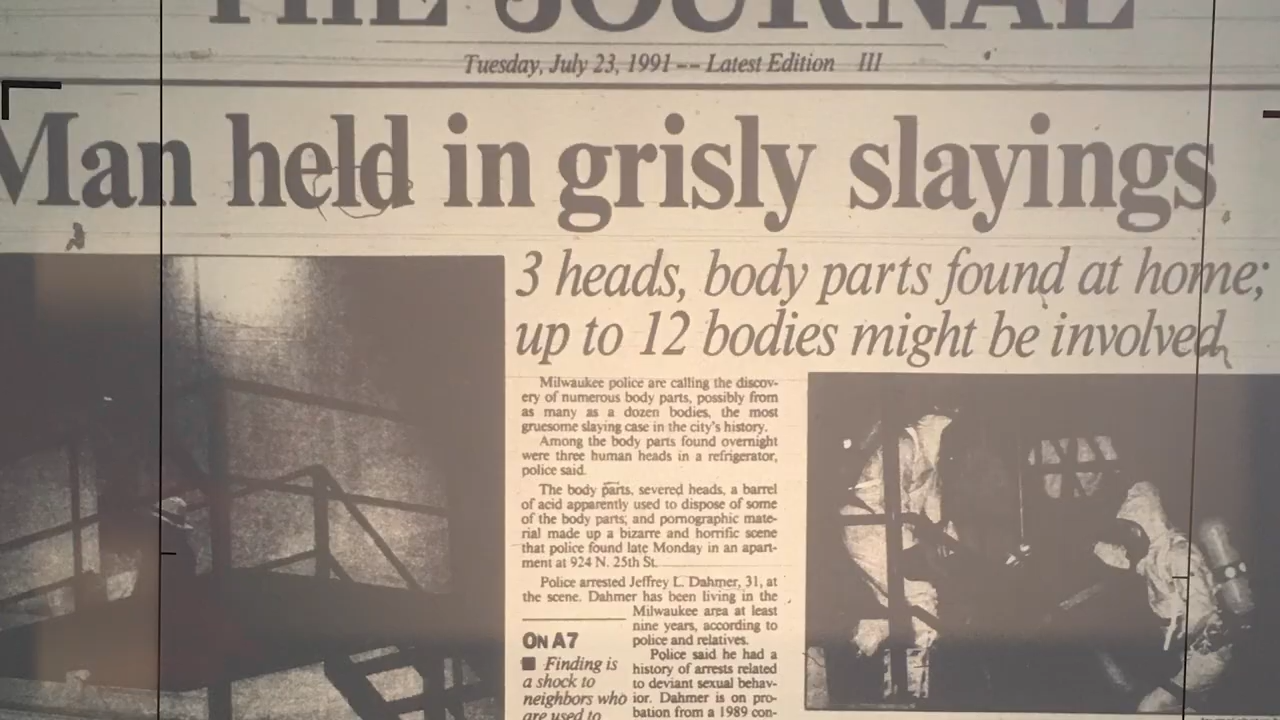 THE JOURNAL
Tuesday, July 23, 1991 -- Latest Edition III
Man held in grisly slayings
3 heads, body parts found at home;
up to 12 bodies might be involved
Milwaukee police are calling the discov-
ery of numerous body parts, possibly from
as many as a dozen bodies, the most
gruesome slaying case in the city's history.
Among the body parts found overnight
were three human heads in a refrigerator,
police said.
The body parts, severed heads, a barrel
of acid apparently used to dispose of some
of the body parts; and pornographic mate-
rial made up a bizarre and horrific scene
that police found late Monday in an apart-
ment at 924 N. 25th St.
Police arrested Jeffrey L. Dahmer, 31, at
the scene. Dahmer has been living in the
Milwaukee area at least
nine years, according to
police and relatives.
Police said he had a
history of arrests related
to deviant sexual behav-
ior. Dahmer is on pro-
bation from a 1989 con-
ON A7
Finding is
a shock to
neighbors who
are used to